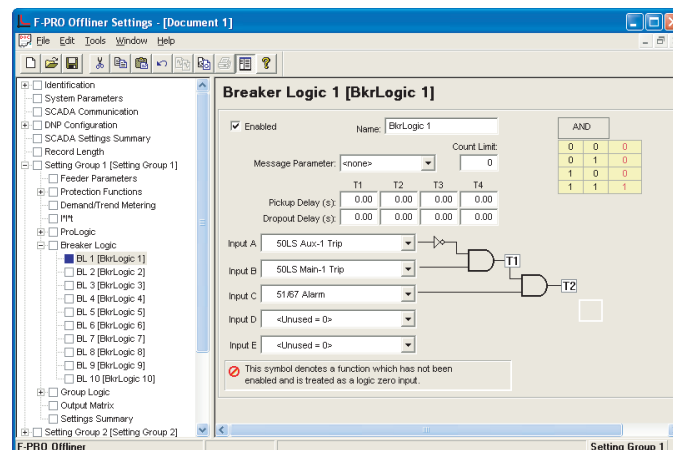 F-PRO Offliner Settings - [Document 1]
File Edit Tools Window Help
Identification
System Parameters
SCADA Communication
DNP Configuration
SCADA Settings Summary
Record Length
Setting Group 1 [Setting Group 1]
Feeder Parameters
Protection Functions
Demand/Trend Metering
I*I*t
ProLogic
Breaker Logic
BL 1 [BkrLogic 1]
BL 2 [BkrLogic 2]
BL 3 [BkrLogic 3]
BL 4 [BkrLogic 4]
BL 5 [BkrLogic 5]
BL 6 [BkrLogic 6]
BL 7 [BkrLogic 7]
BL 8 [BkrLogic 8]
BL 9 [BkrLogic 9]
BL 10 [BkrLogic 10]
Group Logic
Output Matrix
Settings Summary
Setting Group 2 [Setting Group 2]
Breaker Logic 1 [BkrLogic 1]
Enabled
Name: BkrLogic 1
Count Limit:
Message Parameter: <none> 0
T1 T2 T3 T4
Pickup Delay (s): 0.00 0.00 0.00 0.00
Dropout Delay (s): 0.00 0.00 0.00 0.00
Input A 50LS Aux-1 Trip
Input B 50LS Main-1 Trip
T1
Input C 51/67 Alarm
T2
Input D <Unused = 0>
Input E <Unused = 0>
This symbol denotes a function which has not been
enabled and is treated as a logic zero input.
AND
0 0 0
0 1 0
1 0 0
1 1 1
F-PRO Offliner
Setting Group 1